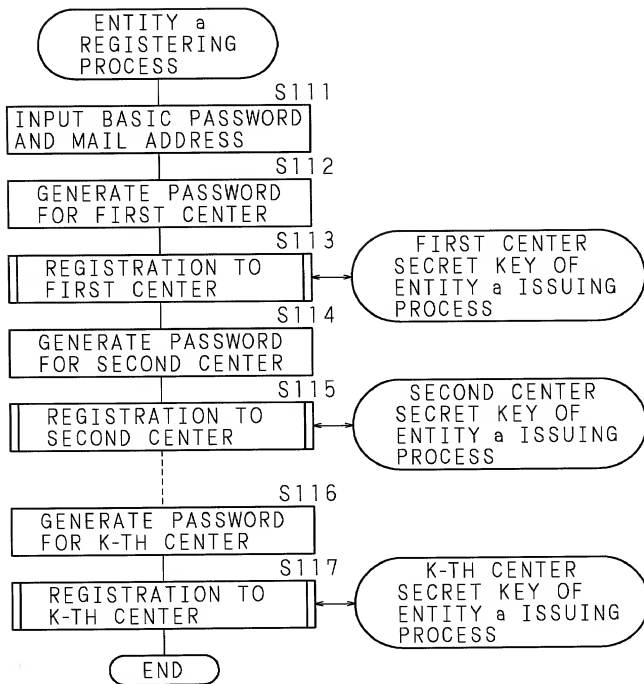 ENTITY a
REGISTERING
PROCESS
S111
INPUT BASIC PASSWORD
AND MAIL ADDRESS
S112
GENERATE PASSWORD
FOR FIRST CENTER
S113
REGISTRATION TO
FIRST CENTER
FIRST CENTER
SECRET KEY OF
ENTITY a ISSUING
PROCESS
S114
GENERATE PASSWORD
FOR SECOND CENTER
S115
REGISTRATION TO
SECOND CENTER
SECOND CENTER
SECRET KEY OF
ENTITY a ISSUING
PROCESS
S116
GENERATE PASSWORD
FOR K-TH CENTER
S117
REGISTRATION TO
K-TH CENTER
K-TH CENTER
SECRET KEY OF
ENTITY a ISSUING
PROCESS
END